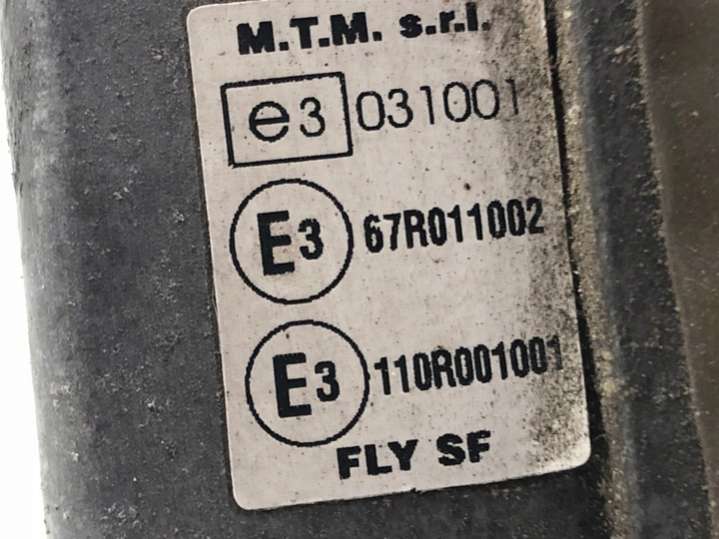 M.T.M. s.r.l.
e3 031001
E3 67R011002
E3 110R001001
FLY SF